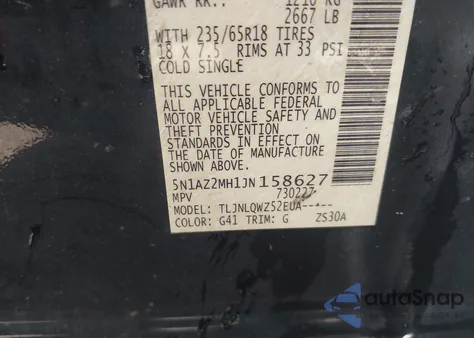 GAWR RR.: 1210 KG
2667 LB
WITH 235/65R18 TIRES
18 X 7.5 RIMS AT 33 PSI
COLD SINGLE
THIS VEHICLE CONFORMS TO
ALL APPLICABLE FEDERAL
MOTOR VEHICLE SAFETY AND
THEFT PREVENTION
STANDARDS IN EFFECT ON THE
DATE OF MANUFACTURE
SHOWN ABOVE.
5N1AZ2MH1JN158627
MPV 730227
MODEL: TLJNLQWZ52EUA-----
COLOR: G41 TRIM: G ZS30A
autoSnap